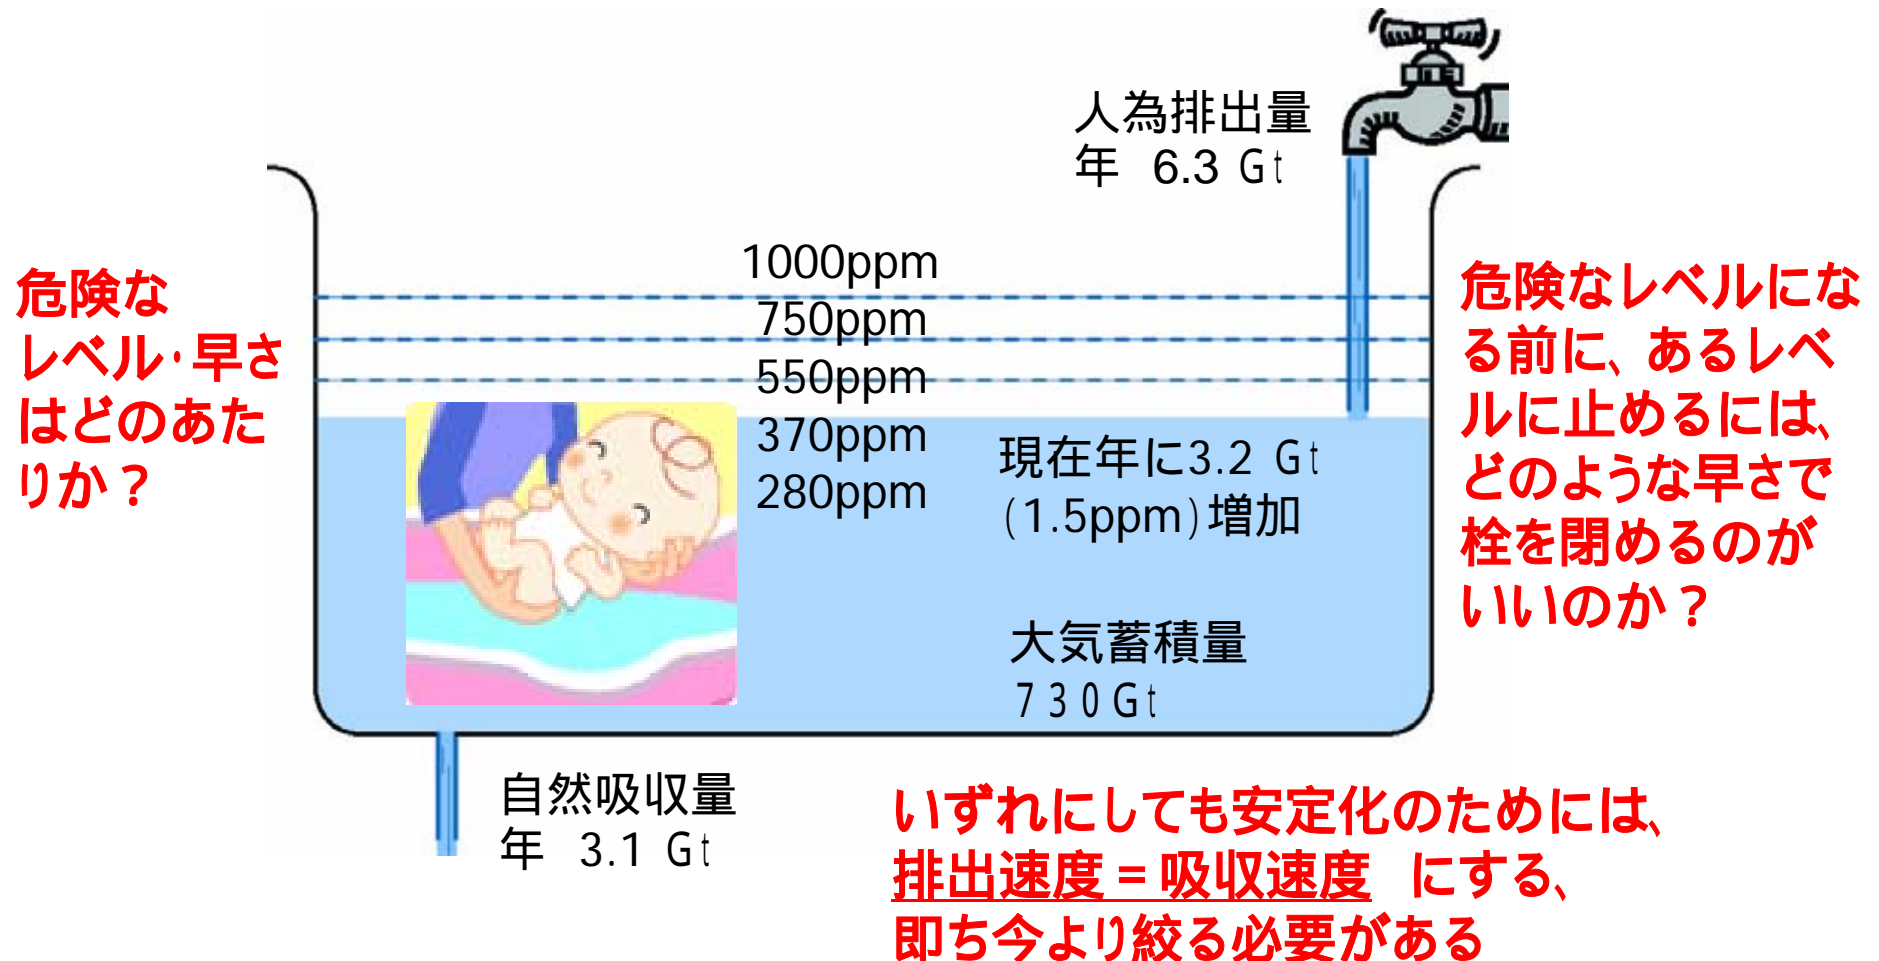 人為排出量
年 6.3 Gt
危険な
レベル・早さ
はどのあた
りか？
1000ppm
750ppm
550ppm
370ppm
280ppm
現在年に3.2 Gt
(1.5ppm)増加
大気蓄積量
730Gt
危険なレベルにな
る前に、あるレベ
ルに止めるには、
どのような早さで
栓を閉めるのが
いいのか？
自然吸収量
年 3.1 Gt
いずれにしても安定化のためには、
排出速度＝吸収速度 にする、
即ち今より絞る必要がある